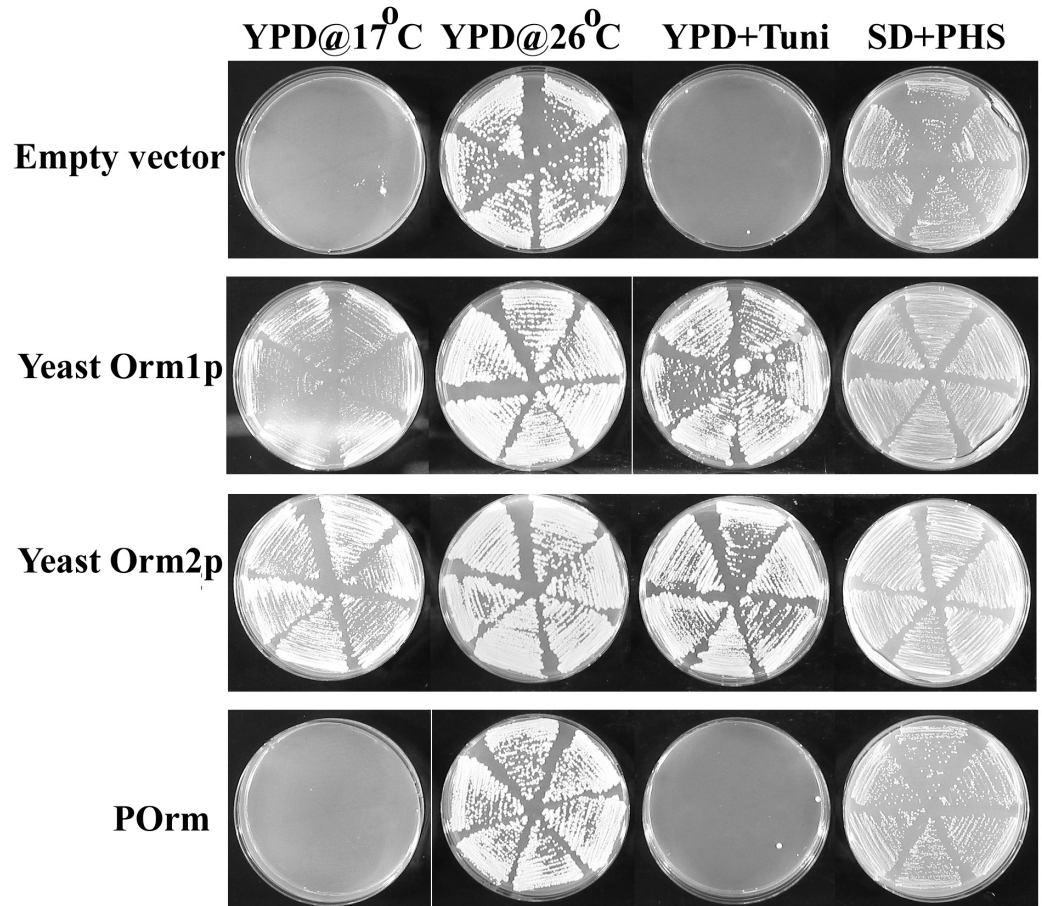 YPD@17°C YPD@26°C YPD+Tuni SD+PHS
Empty vector
Yeast Orm1p
Yeast Orm2p
POrm